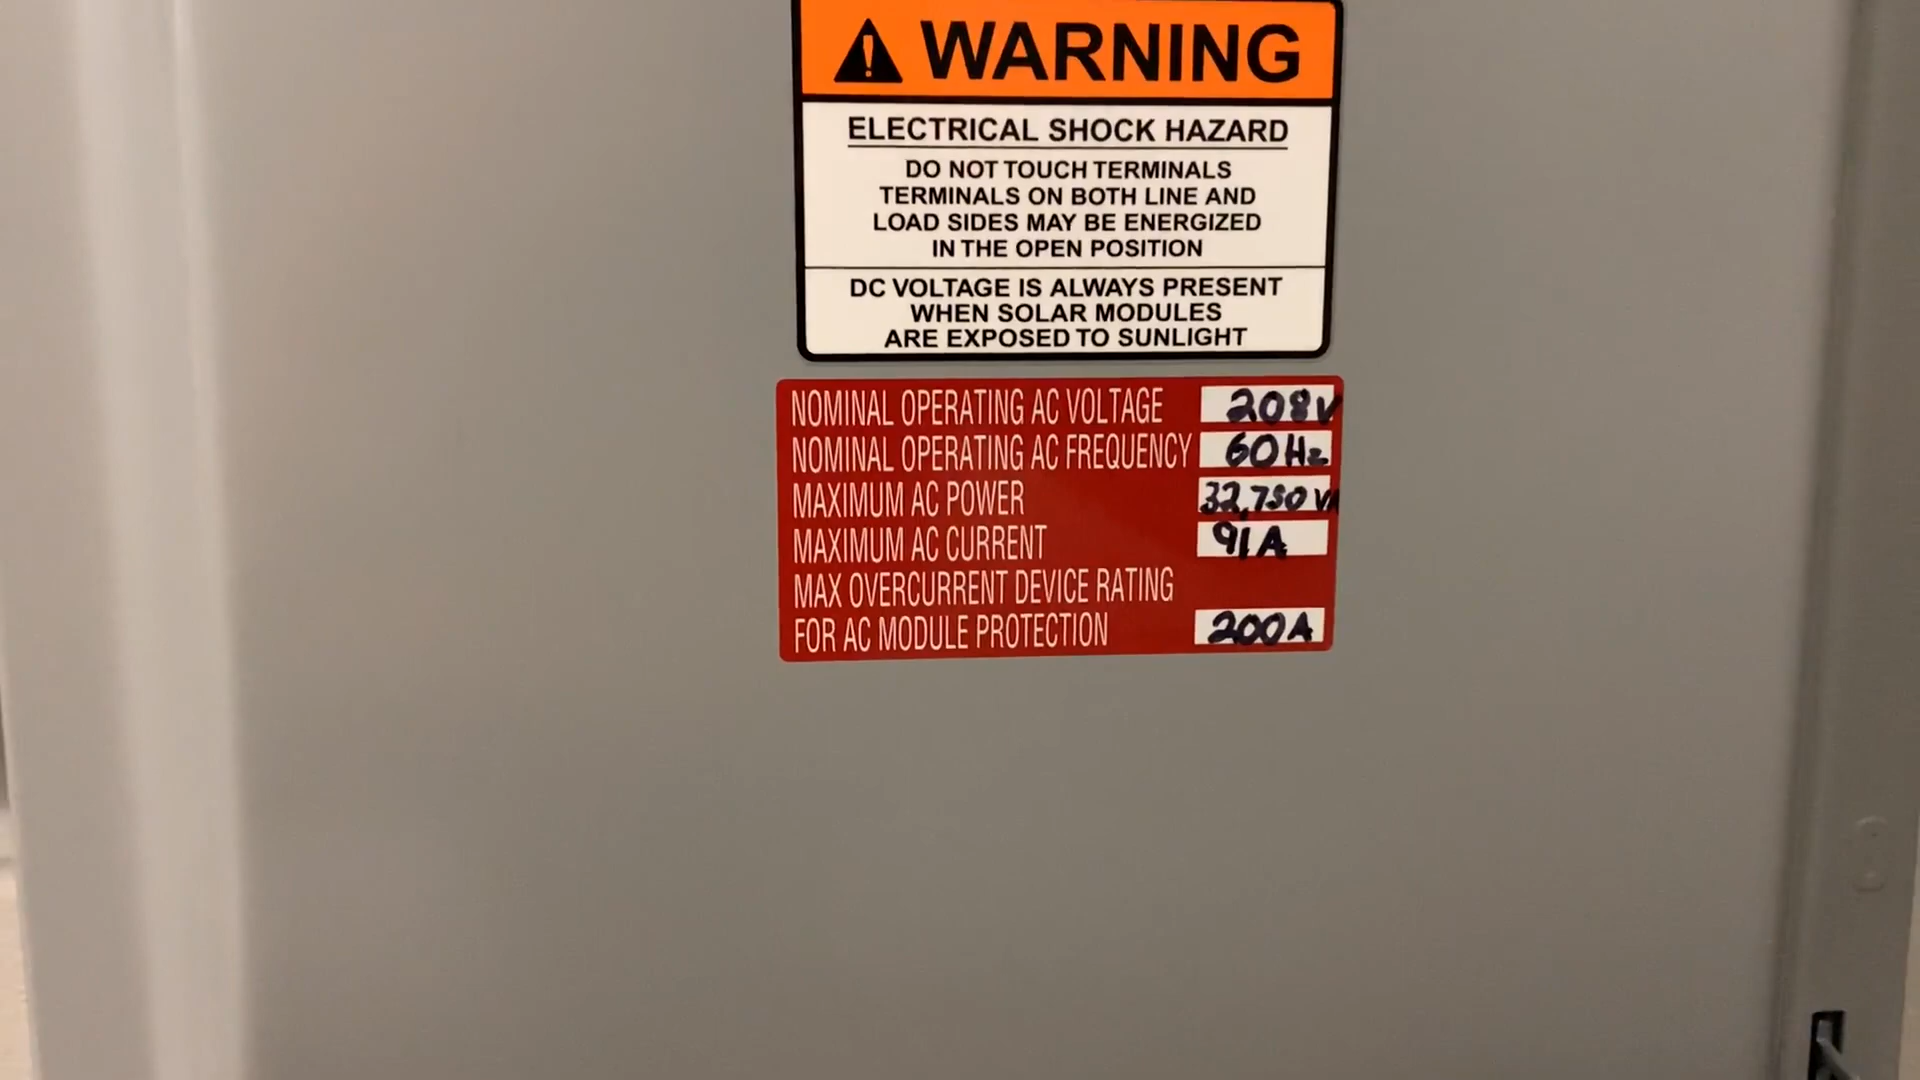 WARNING
ELECTRICAL SHOCK HAZARD
DO NOT TOUCH TERMINALS
TERMINALS ON BOTH LINE AND
LOAD SIDES MAY BE ENERGIZED
IN THE OPEN POSITION
DC VOLTAGE IS ALWAYS PRESENT
WHEN SOLAR MODULES
ARE EXPOSED TO SUNLIGHT
NOMINAL OPERATING AC VOLTAGE 208V
NOMINAL OPERATING AC FREQUENCY 60Hz
MAXIMUM AC POWER 32,750 VA
MAXIMUM AC CURRENT 91A
MAX OVERCURRENT DEVICE RATING
FOR AC MODULE PROTECTION 200A